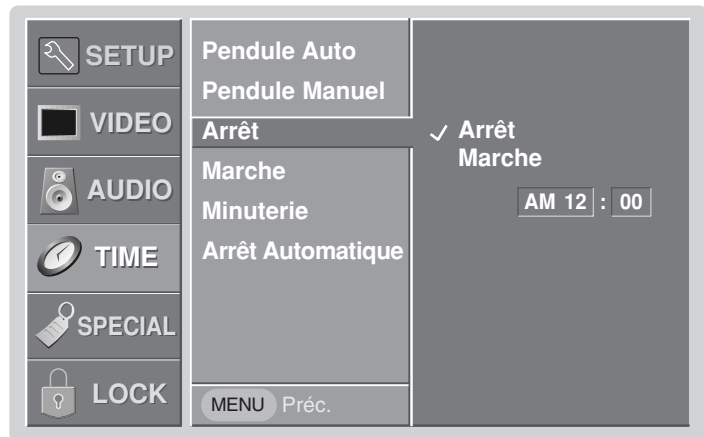 SETUP
VIDEO
AUDIO
TIME
SPECIAL
LOCK
Pendule Auto
Pendule Manuel
Arrêt
Marche
Minuterie
Arrêt Automatique
MENU Préc.
✓ Arrêt
Marche
AM 12 : 00